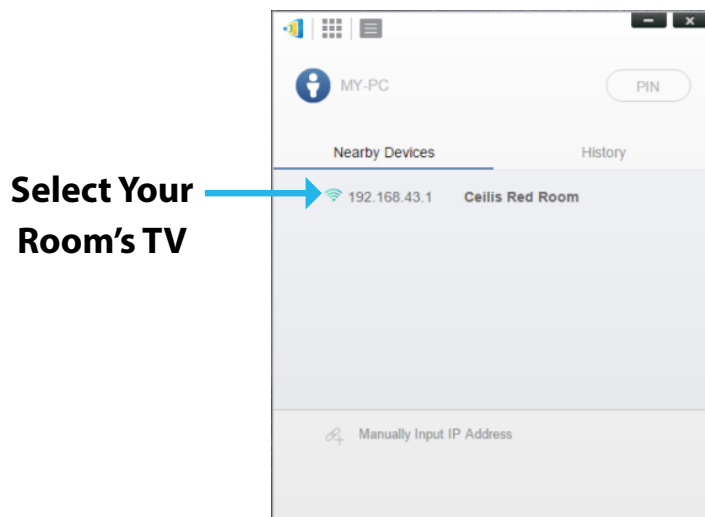 MY-PC
PIN
Nearby Devices
History
Select Your
Room's TV
192.168.43.1 Ceilis Red Room
Manually Input IP Address